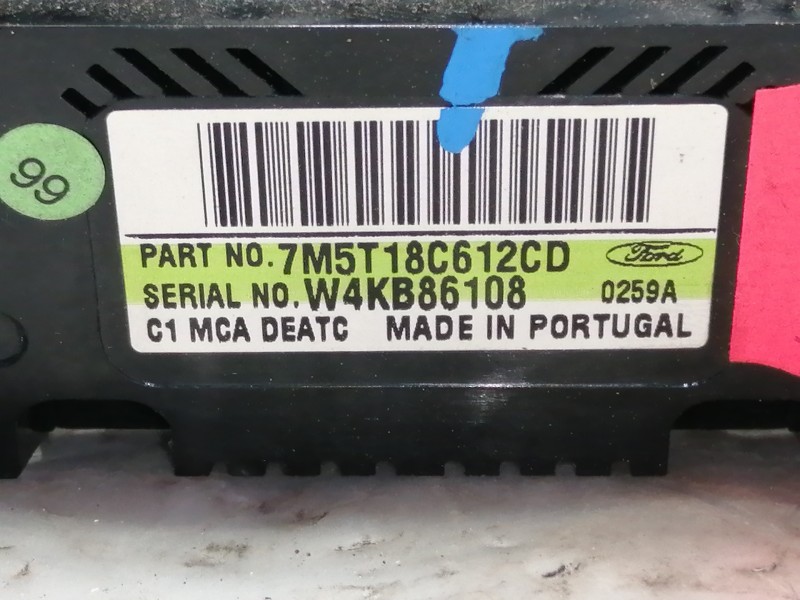 99
PART NO. 7M5T18C612CD Ford
SERIAL NO. W4KB86108 0259A
C1 MCA DEATC MADE IN PORTUGAL